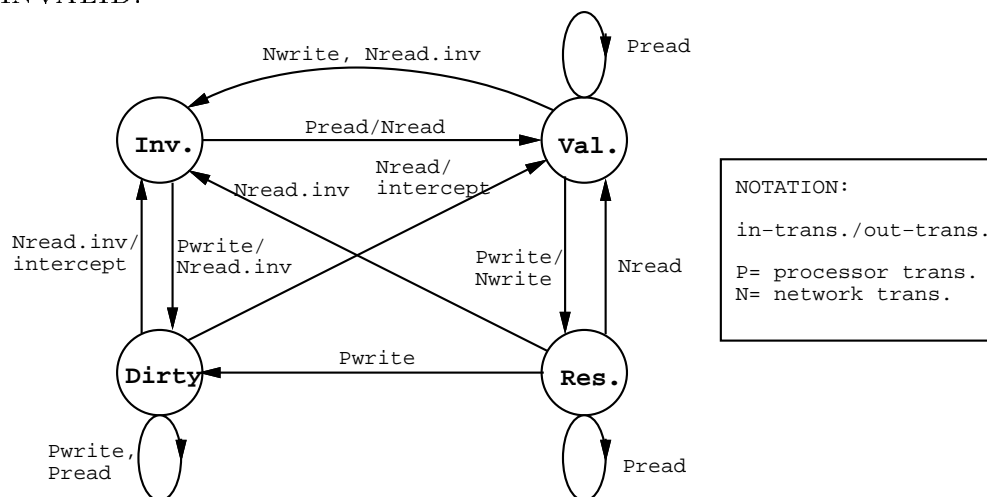 INVALID.
Pread
Nwrite, Nread.inv
Pread/Nread
Inv.
Val.
Nread/
intercept
Nread.inv
NOTATION:
in-trans./out-trans.
P= processor trans.
N= network trans.
Nread.inv/
intercept
Pwrite/
Nread.inv
Pwrite/
Nwrite
Nread
Pwrite
Dirty
Res.
Pwrite,
Pread
Pread